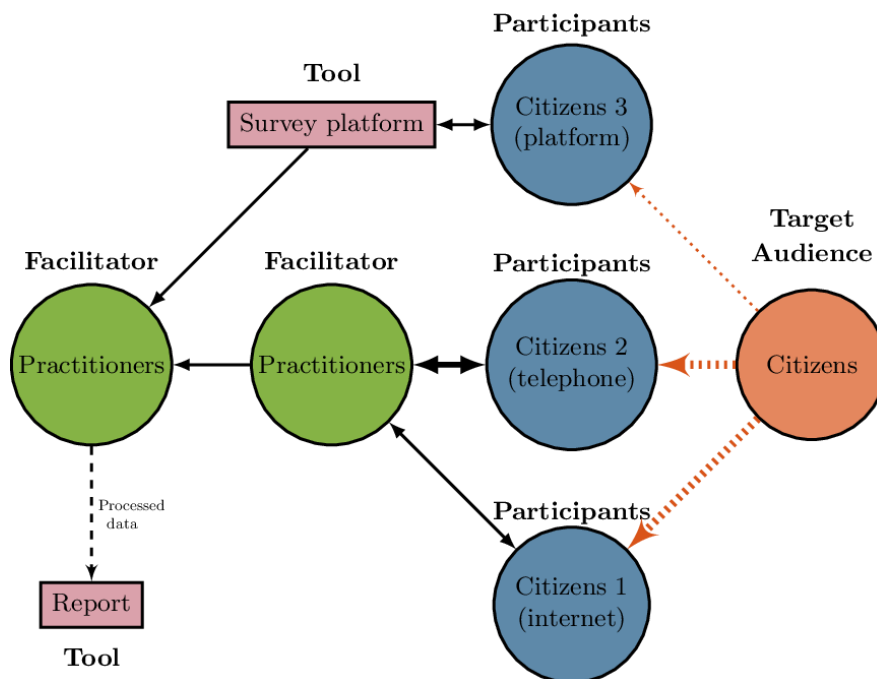 Participants
Tool
Citizens 3
(platform)
Survey platform
Target
Audience
Facilitator
Facilitator
Participants
Practitioners
Practitioners
Citizens 2
(telephone)
Citizens
Processed
data
Participants
Citizens 1
(internet)
Report
Tool